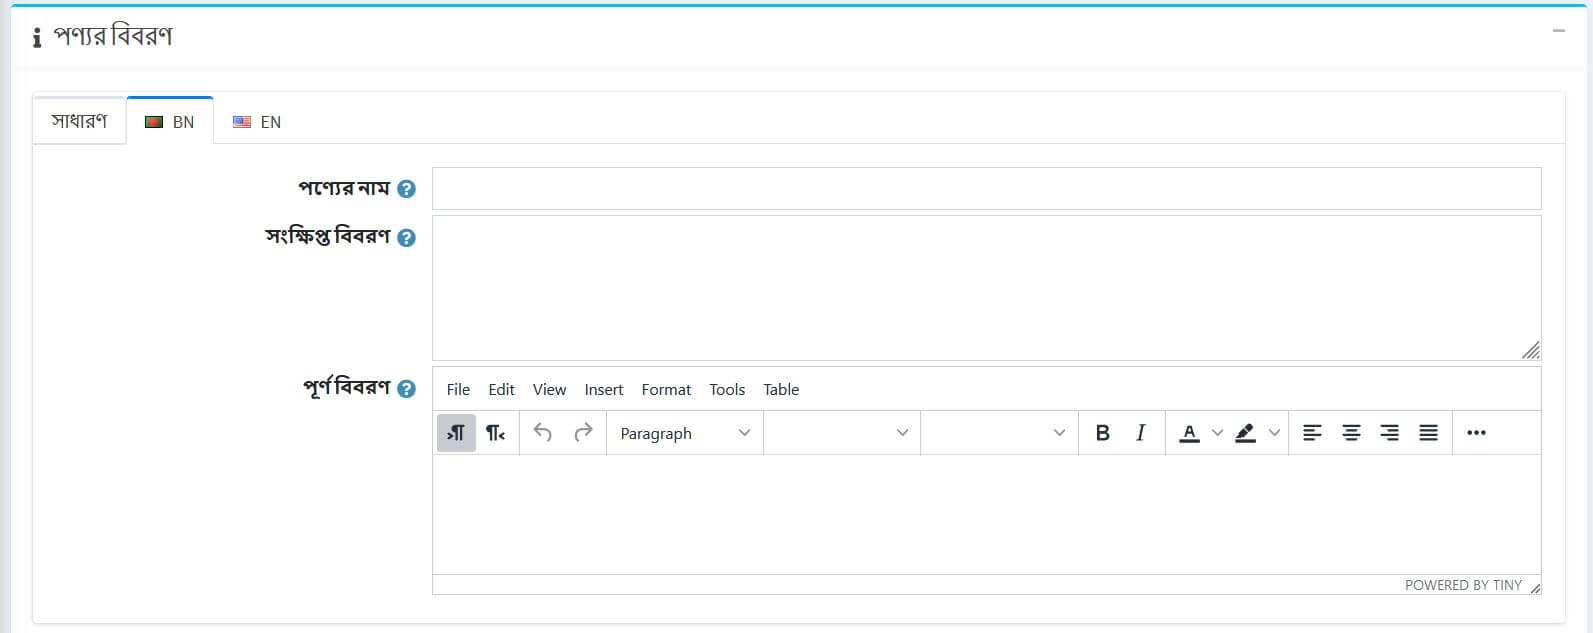 পণ্যর বিবরণ
সাধারণ BN EN
পণ্যের নাম
সংক্ষিপ্ত বিবরণ
পূর্ণ বিবরণ
File Edit View Insert Format Tools Table
Paragraph B I A
POWERED BY TINY